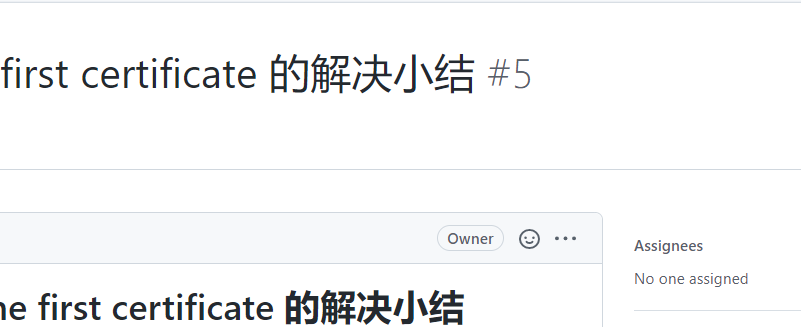 first certificate 的解决小结 #5
Owner
Assignees
No one assigned
first certificate 的解决小结